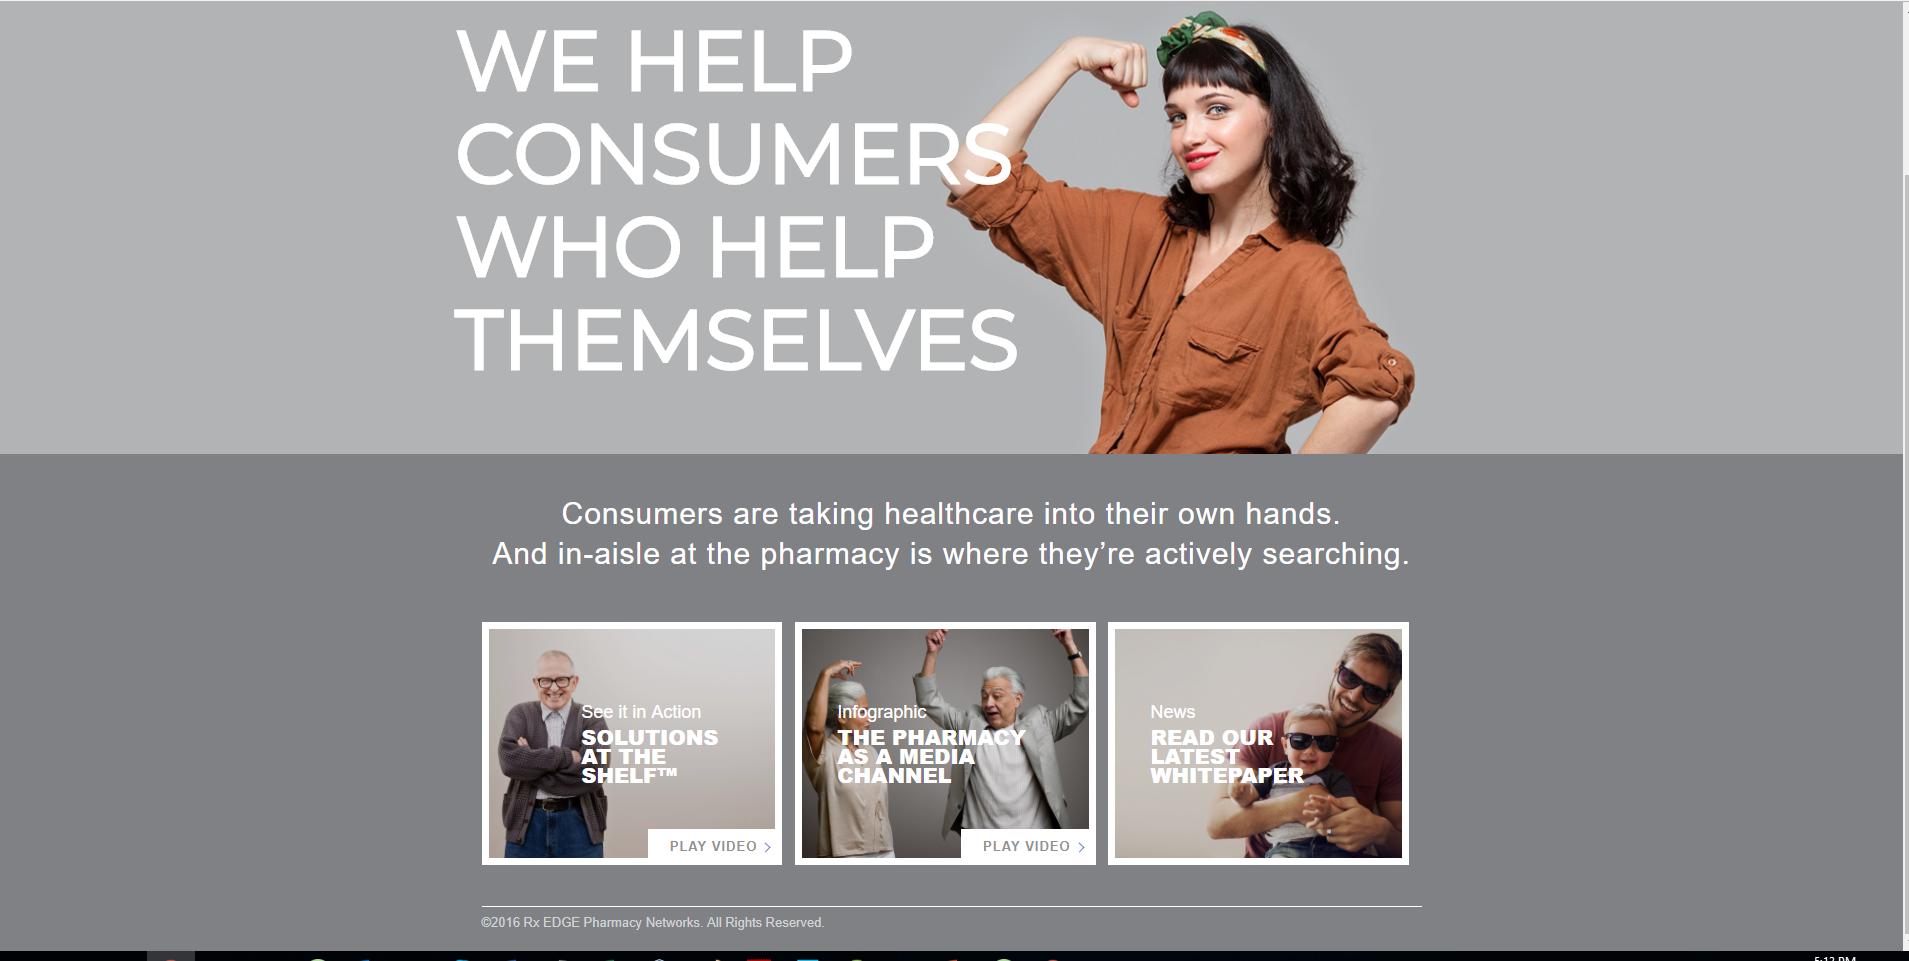 WE HELP
CONSUMERS
WHO HELP
THEMSELVES
Consumers are taking healthcare into their own hands.
And in-aisle at the pharmacy is where they’re actively searching.
See it in Action
SOLUTIONS
AT THE
SHELF™
PLAY VIDEO
Infographic
THE PHARMACY
AS A MEDIA
CHANNEL
PLAY VIDEO
News
READ OUR
LATEST
WHITEPAPER
©2016 Rx EDGE Pharmacy Networks. All Rights Reserved.